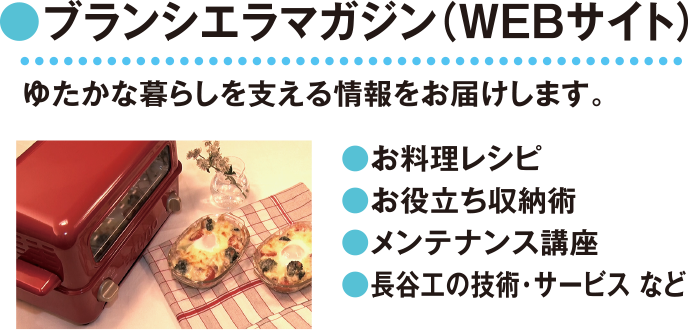 ●ブランシエラマガジン(WEBサイト)
ゆたかな暮らしを支える情報をお届けします。
●お料理レシピ
●お役立ち収納術
●メンテナンス講座
●長谷工の技術・サービス など